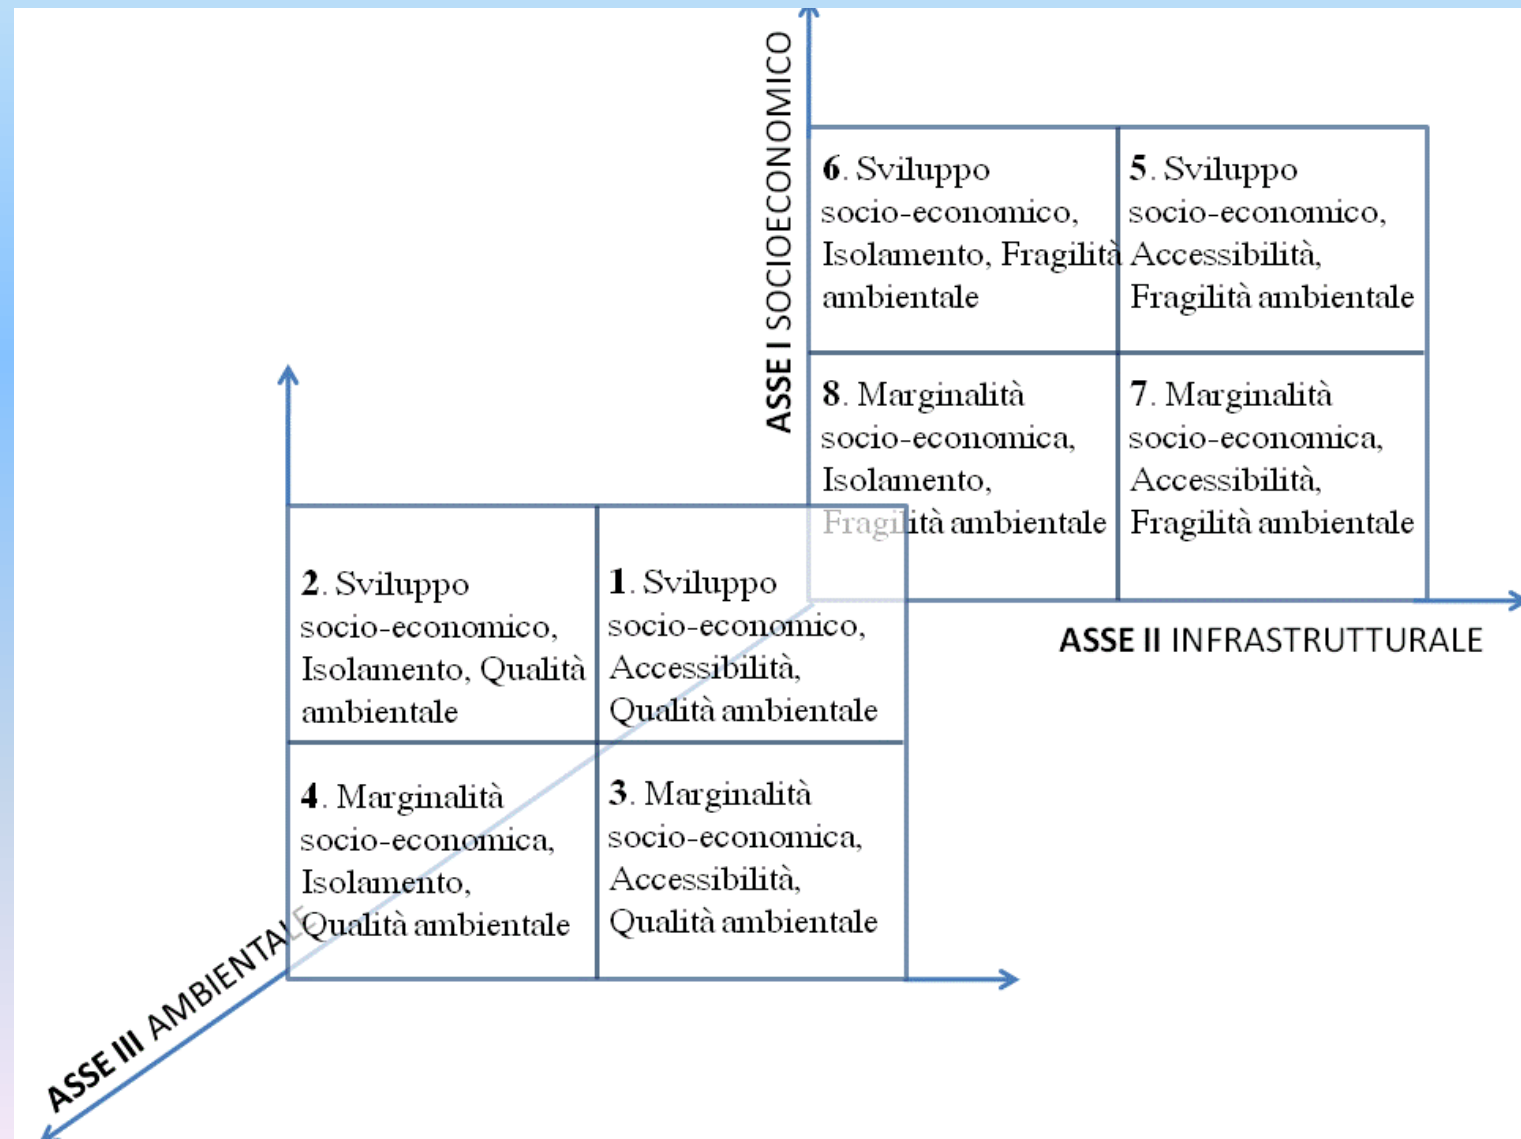 ASSE I SOCIOECONOMICO
6. Sviluppo
socio-economico,
Isolamento, Fragilità
ambientale
5. Sviluppo
socio-economico,
Accessibilità,
Fragilità ambientale
8. Marginalità
socio-economica,
Isolamento,
Fragilità ambientale
7. Marginalità
socio-economica,
Accessibilità,
Fragilità ambientale
ASSE II INFRASTRUTTURALE
2. Sviluppo
socio-economico,
Isolamento, Qualità
ambientale
1. Sviluppo
socio-economico,
Accessibilità,
Qualità ambientale
4. Marginalità
socio-economica,
Isolamento,
Qualità ambientale
3. Marginalità
socio-economica,
Accessibilità,
Qualità ambientale
ASSE III AMBIENTALE